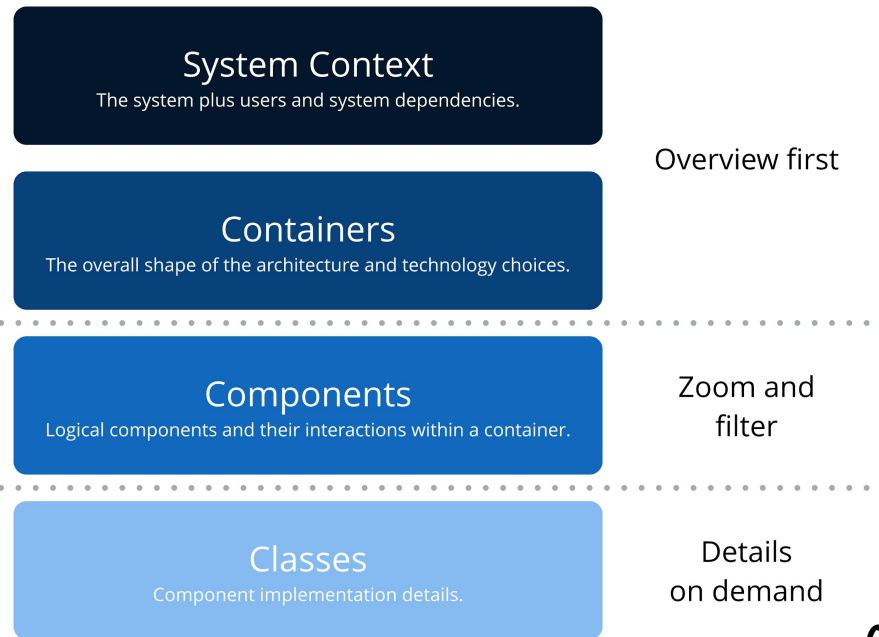 System Context
The system plus users and system dependencies.
Overview first
Containers
The overall shape of the architecture and technology choices.
Components
Logical components and their interactions within a container.
Zoom and
filter
Classes
Component implementation details.
Details
on demand